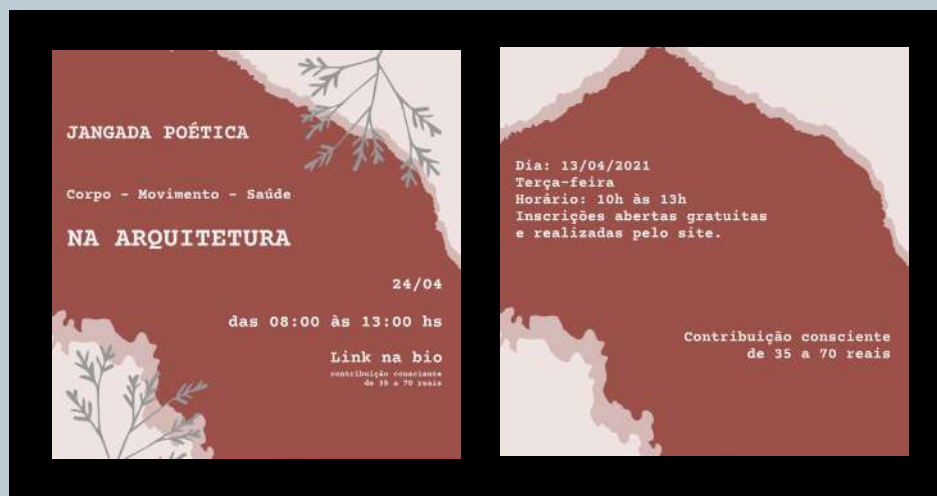 JANGADA POÉTICA
Corpo - Movimento - Saúde
NA ARQUITETURA
24/04
das 08:00 às 13:00 hs
Link na bio
contribuição consciente
de 35 a 70 reais
Dia: 13/04/2021
Terça-feira
Horário: 10h às 13h
Inscrições abertas gratuitas
e realizadas pelo site.
Contribuição consciente
de 35 a 70 reais